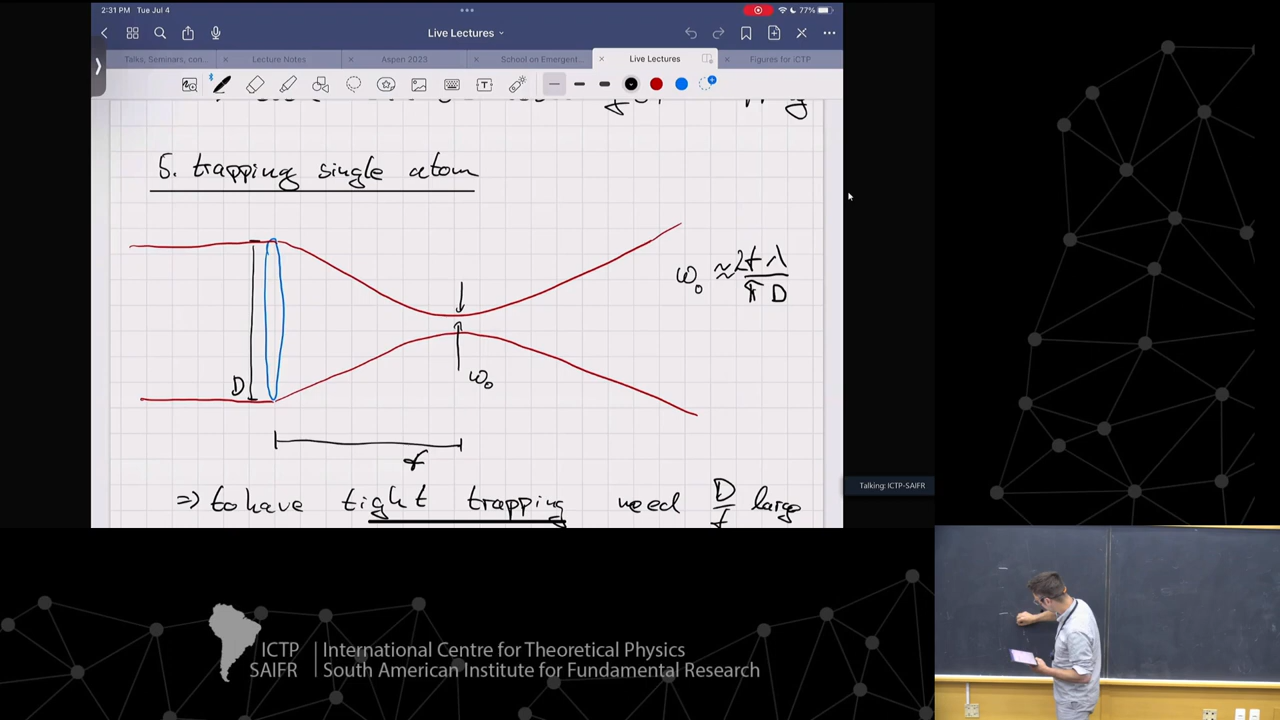 2:31 PM Tue Jul 4
77%
Live Lectures
Talks, Seminars, con...
Lecture Notes
Aspen 2023
School on Emergent...
Live Lectures
Figures for ICTP
5. trapping single atom
ω₀ ≈ 2fλ / πD
D
ω₀
f
⇒ to have tight trapping need D/f large
Talking: ICTP-SAIFR
ICTP
SAIFR
International Centre for Theoretical Physics
South American Institute for Fundamental Research